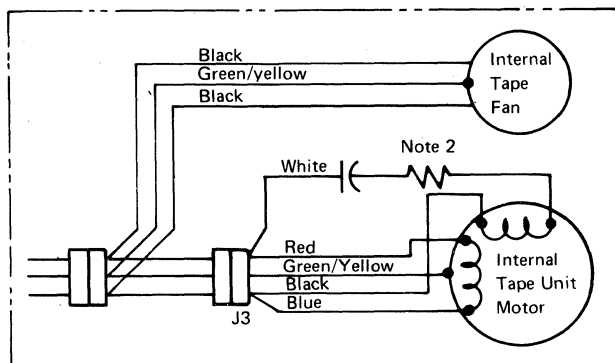 Black
Green/yellow
Black
Internal
Tape
Fan
White
Note 2
Red
Green/Yellow
Black
Blue
J3
Internal
Tape Unit
Motor